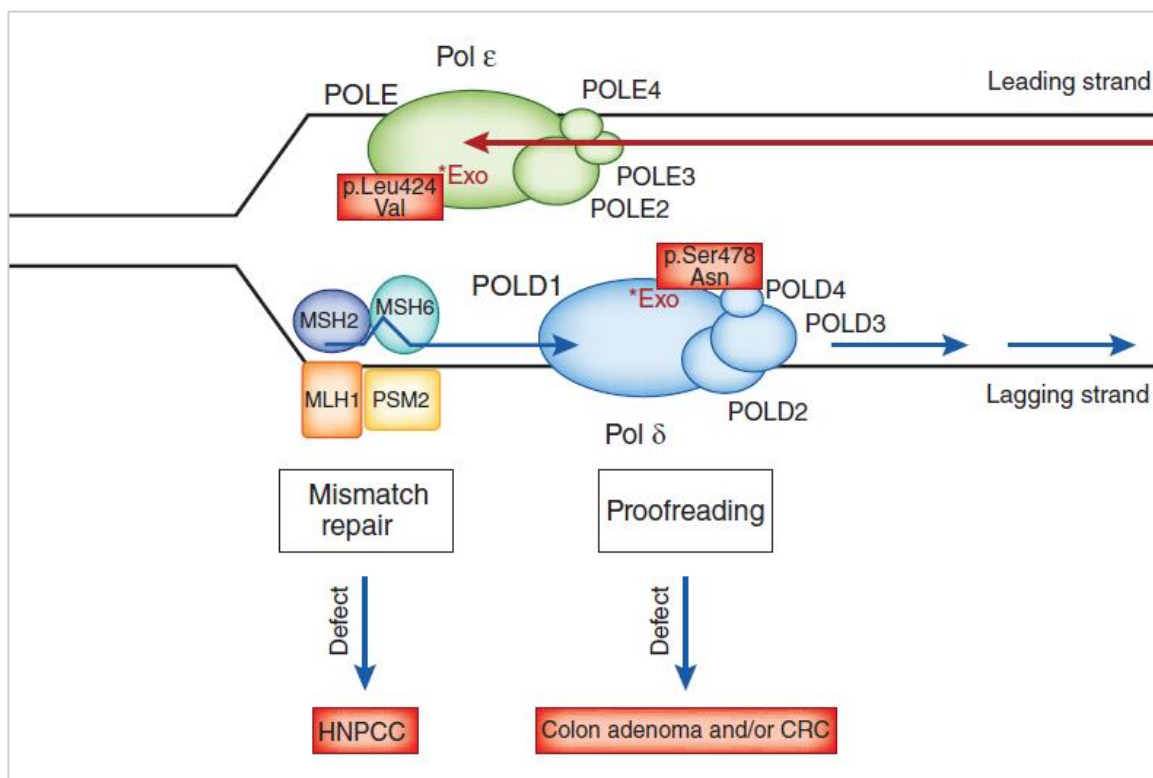 Pol ε
POLE
POLE4
Leading strand
*Exo
POLE3
p.Leu424
Val
POLE2
p.Ser478
Asn
POLD1
*Exo
POLD4
MSH2
MSH6
POLD3
MLH1
PSM2
POLD2
Lagging strand
Pol δ
Mismatch
repair
Proofreading
Defect
Defect
HNPCC
Colon adenoma and/or CRC